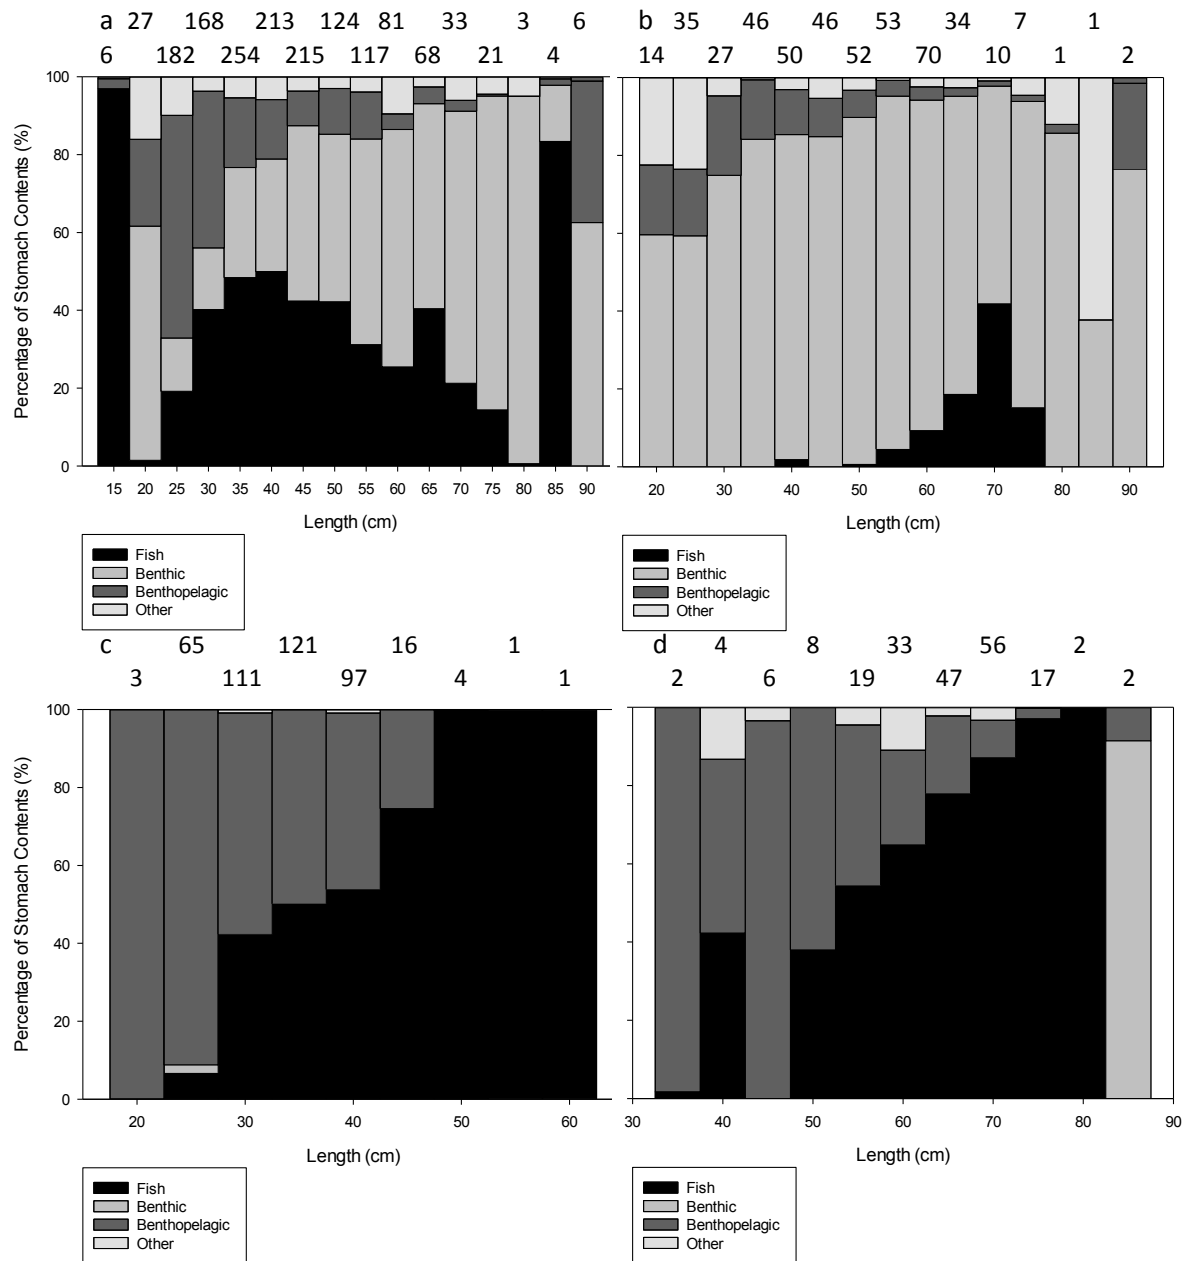 a 27 168 213 124 81 33 3 6
6 182 254 215 117 68 21 4
b 35 46 46 53 34 7 1
14 27 50 52 70 10 1 2
Percentage of Stomach Contents (%)
100
80
60
40
20
0
15 20 25 30 35 40 45 50 55 60 65 70 75 80 85 90
Length (cm)
20 30 40 50 60 70 80 90
Length (cm)
Fish
Benthic
Benthopelagic
Other
Fish
Benthic
Benthopelagic
Other
c 65 121 16 1
3 111 97 4 1
d 4 8 33 56 2
2 6 19 47 17 2
Percentage of Stomach Contents (%)
100
80
60
40
20
0
20 30 40 50 60
Length (cm)
30 40 50 60 70 80 90
Length (cm)
Fish
Benthic
Benthopelagic
Other
Fish
Benthic
Benthopelagic
Other